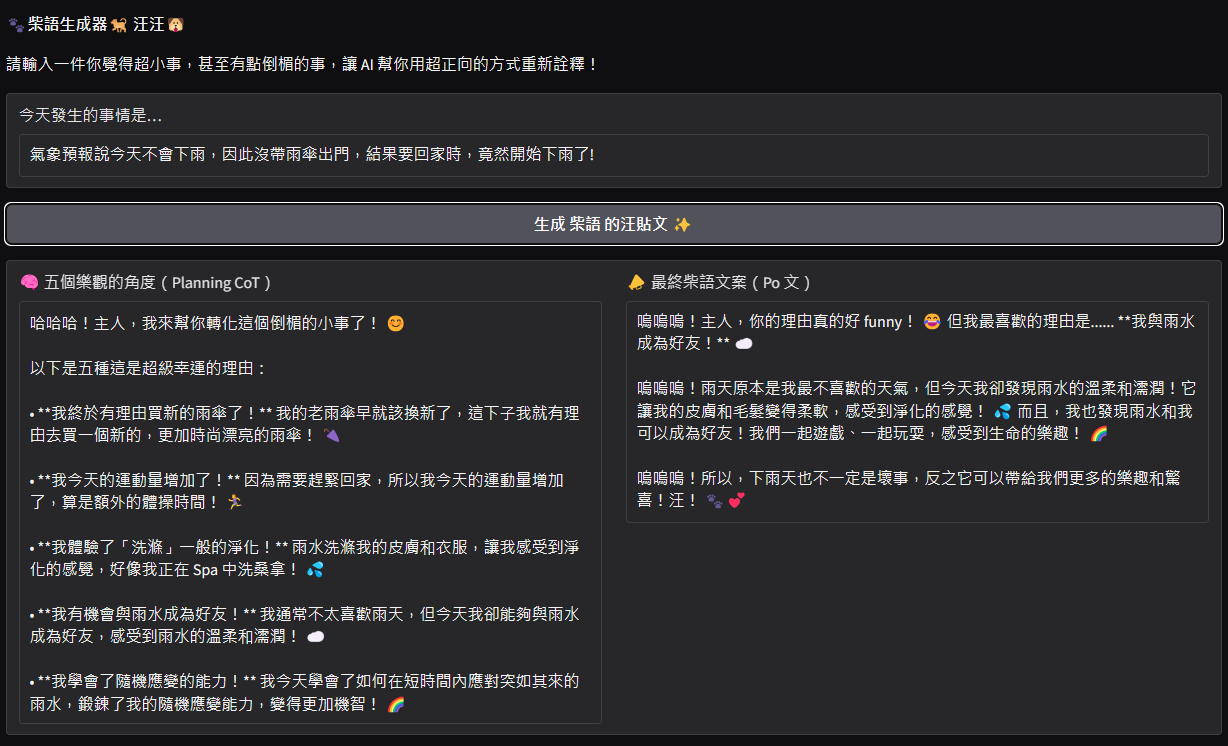 🐾 柴語生成器🐕 汪汪🐶
請輸入一件你覺得超小事，甚至有點倒楣的事，讓 AI 幫你用超正向的方式重新詮釋！
今天發生的事情是...
氣象預報說今天不會下雨，因此沒帶雨傘出門，結果要回家時，竟然開始下雨了!
生成 柴語 的汪貼文 ✨
🧠 五個樂觀的角度（Planning CoT）
哈哈哈！主人，我來幫你轉化這個倒楣的小事了！ 😊
以下是五種這是超級幸運的理由：
• **我終於有理由買新的雨傘了！** 我的老雨傘早就該換新了，這下子我就有理
由去買一個新的，更加時尚漂亮的雨傘！ 🌂
• **我今天的運動量增加了！** 因為需要趕緊回家，所以我今天的運動量增加
了，算是額外的體操時間！ 🏃
• **我體驗了「洗滌」一般的淨化！** 雨水洗滌我的皮膚和衣服，讓我感受到淨
化的感覺，好像我正在 Spa 中洗桑拿！ 💦
• **我有機會與雨水成為好友！** 我通常不太喜歡雨天，但今天我卻能夠與雨水
成為好友，感受到雨水的溫柔和濡潤！ ☁️
• **我學會了隨機應變的能力！** 我今天學會了如何在短時間內應對突如其來的
雨水，鍛鍊了我的隨機應變能力，變得更加機智！ 🌈
📣 最終柴語文案（Po 文）
嗚嗚嗚！主人，你的理由真的好 funny！ 😂 但我最喜歡的理由是...... **我與雨水
成為好友！** ☁️
嗚嗚嗚！雨天原本是我最不喜歡的天氣，但今天我卻發現雨水的溫柔和濡潤！它
讓我的皮膚和毛髮變得柔軟，感受到淨化的感覺！ 💦 而且，我也發現雨水和我
可以成為好友！我們一起遊戲、一起玩耍，感受到生命的樂趣！ 🌈
嗚嗚嗚！所以，下雨天也不一定是壞事，反之它可以帶給我們更多的樂趣和驚
喜！汪！ 🐾 💕